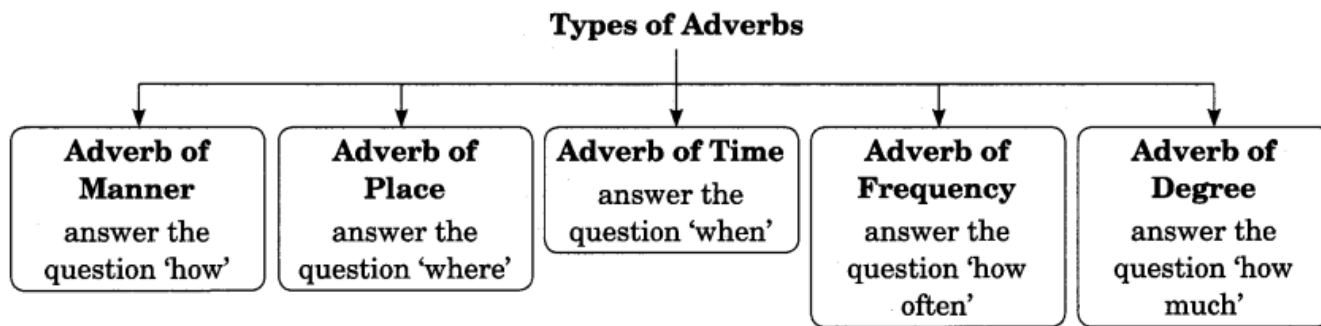 Types of Adverbs
Adverb of
Manner
answer the
question ‘how’
Adverb of
Place
answer the
question ‘where’
Adverb of Time
answer the
question ‘when’
Adverb of
Frequency
answer the
question ‘how
often’
Adverb of
Degree
answer the
question ‘how
much’